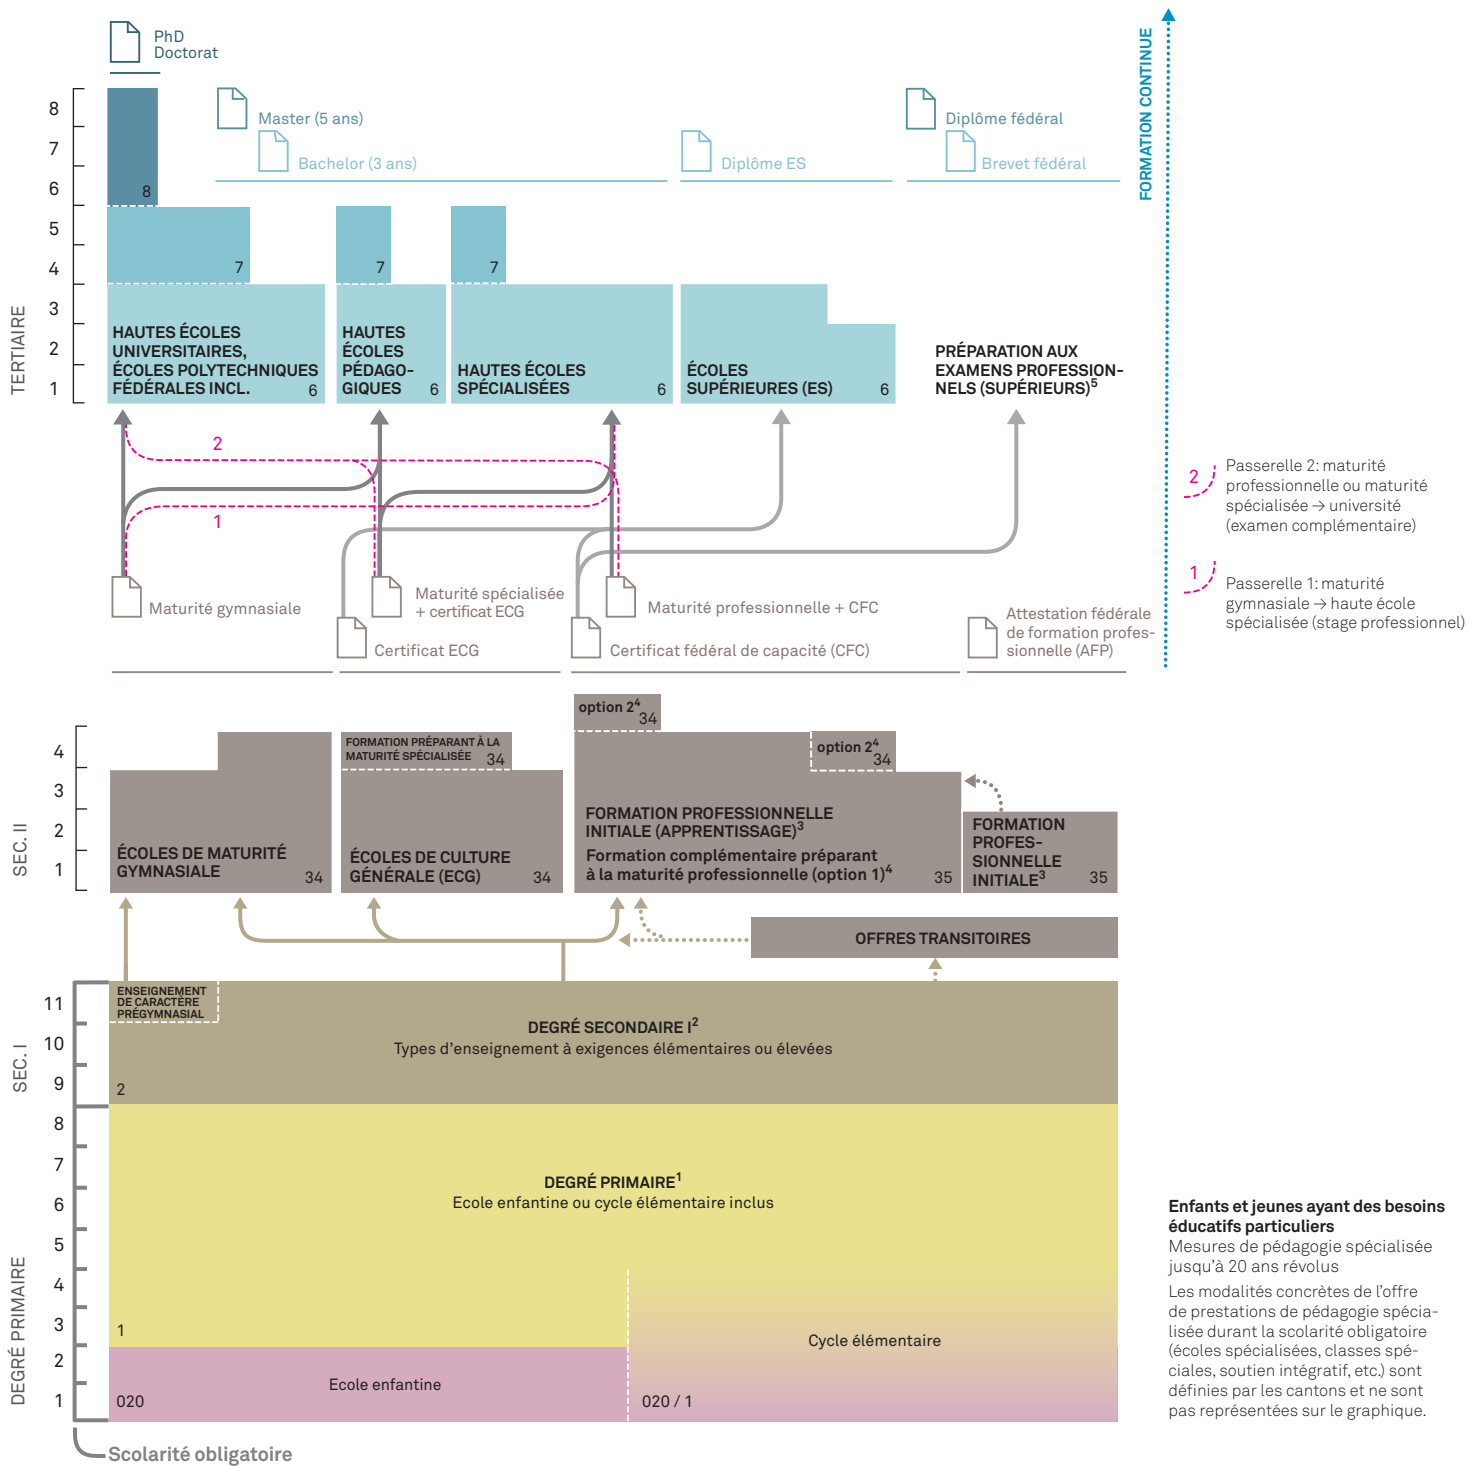 PhD
Doctorat
FORMATION CONTINUE
Master (5 ans)
Bachelor (3 ans)
Diplôme ES
Diplôme fédéral
Brevet fédéral
TERTIAIRE
8
7
6
5
4
3
2
1
8
7
7
7
HAUTES ÉCOLES
UNIVERSITAIRES,
ÉCOLES POLYTECHNIQUES
FÉDÉRALES INCL.
6
HAUTES
ÉCOLES
PÉDAGO-
GIQUES
6
HAUTES ÉCOLES
SPÉCIALISÉES
6
ÉCOLES
SUPÉRIEURES (ES)
6
PRÉPARATION AUX
EXAMENS PROFESSION-
NELS (SUPÉRIEURS)5
2
1
2
Passerelle 2: maturité
professionnelle ou maturité
spécialisée → université
(examen complémentaire)
1
Passerelle 1: maturité
gymnasiale → haute école
spécialisée (stage professionnel)
Maturité gymnasiale
Maturité spécialisée
+ certificat ECG
Certificat ECG
Maturité professionnelle + CFC
Certificat fédéral de capacité (CFC)
Attestation fédérale
de formation profes-
sionnelle (AFP)
SEC. II
4
3
2
1
ÉCOLES DE MATURITÉ
GYMNASIALE
34
FORMATION PRÉPARANT À LA
MATURITÉ SPÉCIALISÉE
34
ÉCOLES DE CULTURE
GÉNÉRALE (ECG)
34
option 24
34
option 24
34
FORMATION PROFESSIONNELLE
INITIALE (APPRENTISSAGE)3
Formation complémentaire préparant
à la maturité professionnelle (option 1)4
35
FORMATION
PROFES-
SIONNELLE
INITIALE3
35
OFFRES TRANSITOIRES
SEC. I
11
10
9
ENSEIGNEMENT
DE CARACTÈRE
PRÉGYMNASIAL
DEGRÉ SECONDAIRE I2
Types d'enseignement à exigences élémentaires ou élevées
2
DEGRÉ PRIMAIRE
8
7
6
5
4
3
2
1
DEGRÉ PRIMAIRE1
Ecole enfantine ou cycle élémentaire inclus
1
Cycle élémentaire
Ecole enfantine
020
020 / 1
Scolarité obligatoire
Enfants et jeunes ayant des besoins
éducatifs particuliers
Mesures de pédagogie spécialisée
jusqu'à 20 ans révolus
Les modalités concrètes de l'offre
de prestations de pédagogie spécia-
lisée durant la scolarité obligatoire
(écoles spécialisées, classes spé-
ciales, soutien intégratif, etc.) sont
définies par les cantons et ne sont
pas représentées sur le graphique.